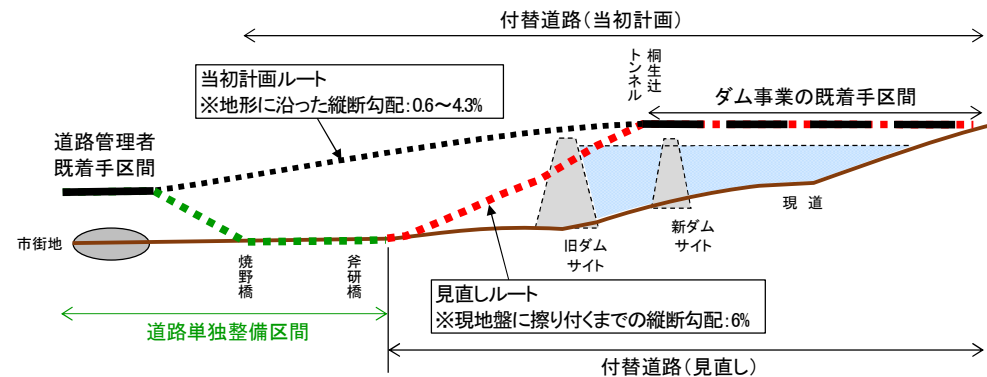 付替道路(当初計画)
桐生辻
トンネル
当初計画ルート
※地形に沿った縦断勾配:0.6～4.3%
ダム事業の既着手区間
道路管理者
既着手区間
市街地
現道
旧ダム
サイト
新ダム
サイト
焼野橋
斧研橋
見直しルート
※現地盤に擦り付くまでの縦断勾配:6%
道路単独整備区間
付替道路(見直し)